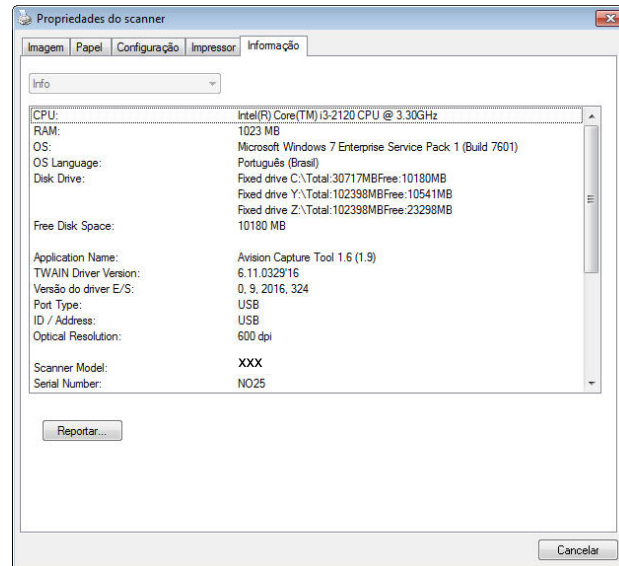 Propriedades do scanner
Imagem Papel Configuração Impressor Informação
Info
CPU: Intel(R) Core(TM) i3-2120 CPU @ 3.30GHz
RAM: 1023 MB
OS: Microsoft Windows 7 Enterprise Service Pack 1 (Build 7601)
OS Language: Português (Brasil)
Disk Drive: Fixed drive C:\Total:30717MBFree:10180MB
Fixed drive Y:\Total:102398MBFree:10541MB
Fixed drive Z:\Total:102398MBFree:23298MB
Free Disk Space: 10180 MB
Application Name: Avision Capture Tool 1.6 (1.9)
TWAIN Driver Version: 6.11.0329'16
Versão do driver E/S: 0, 9, 2016, 324
Port Type: USB
ID / Address: USB
Optical Resolution: 600 dpi
Scanner Model: XXX
Serial Number: NO25
Reportar...
Cancelar